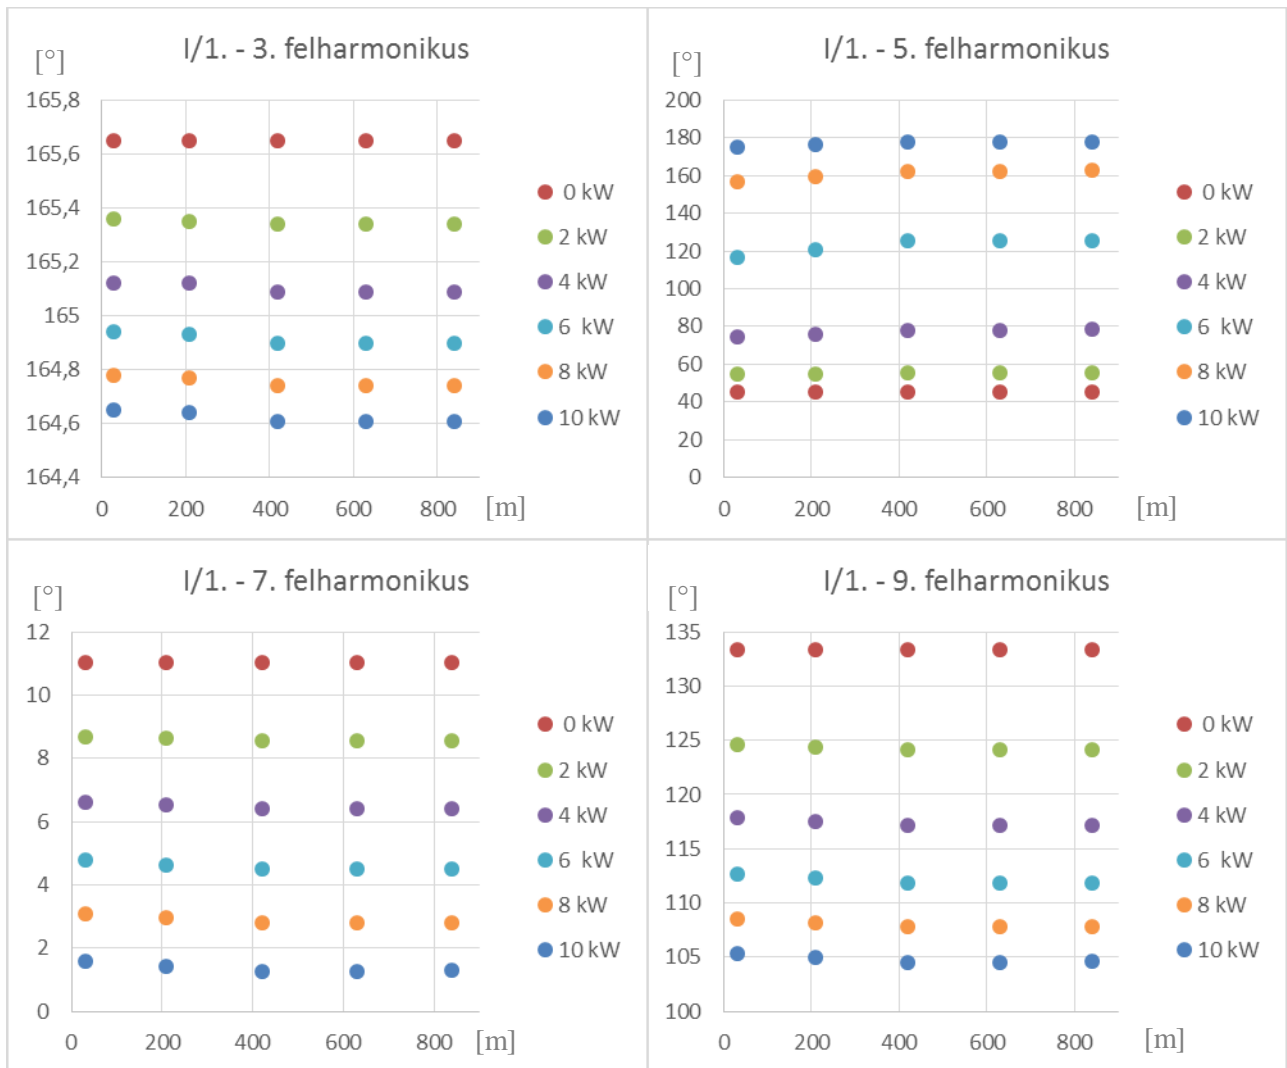 I/1. - 3. felharmonikus
[°]
165,8
165,6
165,4
165,2
165
164,8
164,6
164,4
0 200 400 600 800 [m]
0 kW
2 kW
4 kW
6 kW
8 kW
10 kW
I/1. - 5. felharmonikus
[°]
200
180
160
140
120
100
80
60
40
20
0
0 200 400 600 800 [m]
0 kW
2 kW
4 kW
6 kW
8 kW
10 kW
I/1. - 7. felharmonikus
[°]
12
10
8
6
4
2
0
0 200 400 600 800 [m]
0 kW
2 kW
4 kW
6 kW
8 kW
10 kW
I/1. - 9. felharmonikus
[°]
135
130
125
120
115
110
105
100
0 200 400 600 800 [m]
0 kW
2 kW
4 kW
6 kW
8 kW
10 kW